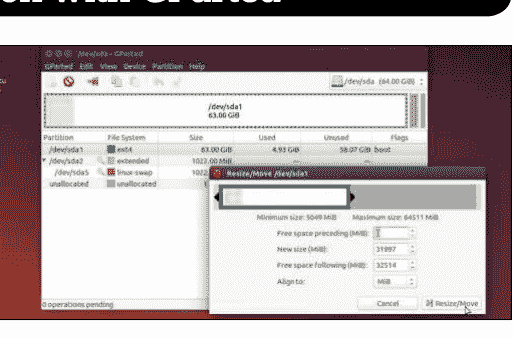 with GParted
/dev/sda - GParted
GParted Edit View Device Partition Help
/dev/sda (64.00 GiB)
/dev/sda1
63.00 GiB
Partition File System Size Used Unused Flags
/dev/sda1 ext4 63.00 GiB 4.93 GiB 58.07 GiB boot
/dev/sda2 extended 1023.00 MiB
/dev/sda5 linux-swap 1022
unallocated unallocated
Resize/Move /dev/sda1
Minimum size: 5049 MiB Maximum size: 64511 MiB
Free space preceding (MiB):
New size (MiB): 31997
Free space following (MiB): 32514
Align to: MiB
Cancel Resize/Move
0 operations pending